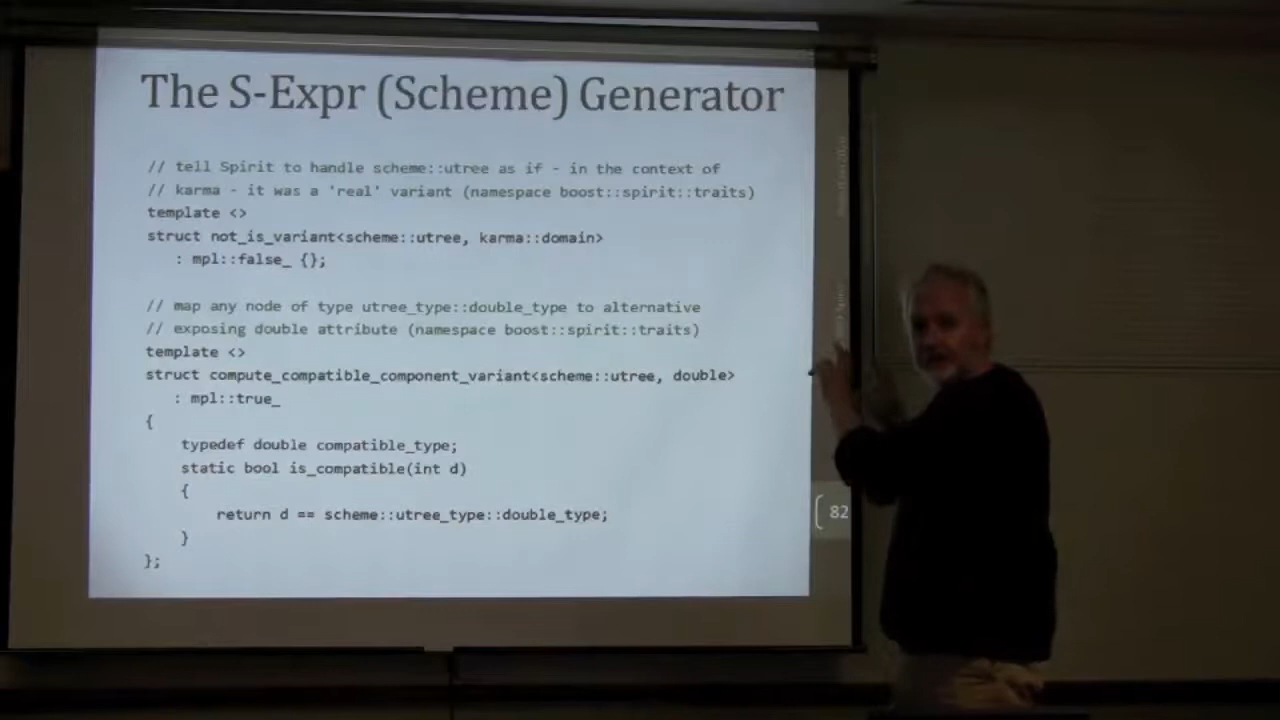 The S-Expr (Scheme) Generator
// tell Spirit to handle scheme::utree as if - in the context of
// karma - it was a 'real' variant (namespace boost::spirit::traits)
template <>
struct not_is_variant<scheme::utree, karma::domain>
: mpl::false_ {};
// map any node of type utree_type::double_type to alternative
// exposing double attribute (namespace boost::spirit::traits)
template <>
struct compute_compatible_component_variant<scheme::utree, double>
: mpl::true_
{
typedef double compatible_type;
static bool is_compatible(int d)
{
return d == scheme::utree_type::double_type;
}
};
82